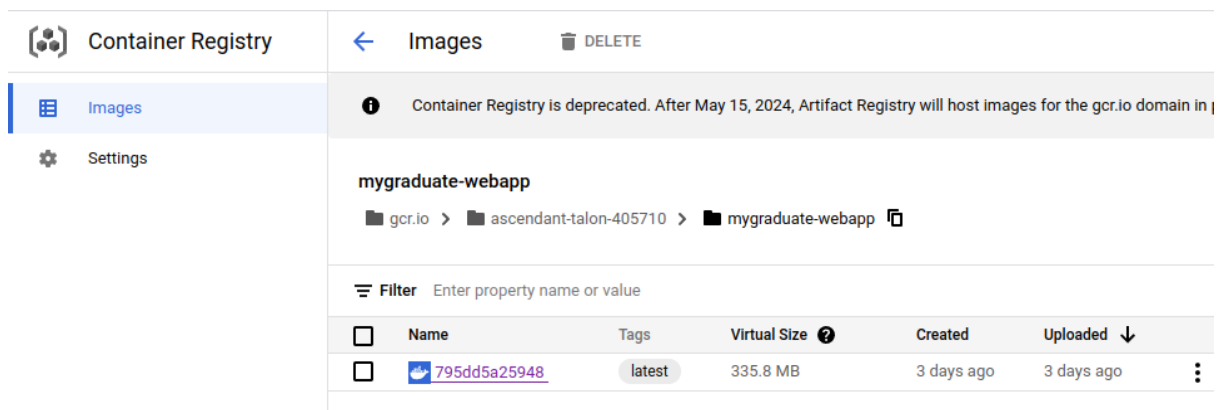 Container Registry
Images
DELETE
Images
Container Registry is deprecated. After May 15, 2024, Artifact Registry will host images for the gcr.io domain in
Settings
mygraduate-webapp
gcr.io > ascendant-talon-405710 > mygraduate-webapp
Filter Enter property name or value
Name Tags Virtual Size Created Uploaded
795dd5a25948 latest 335.8 MB 3 days ago 3 days ago